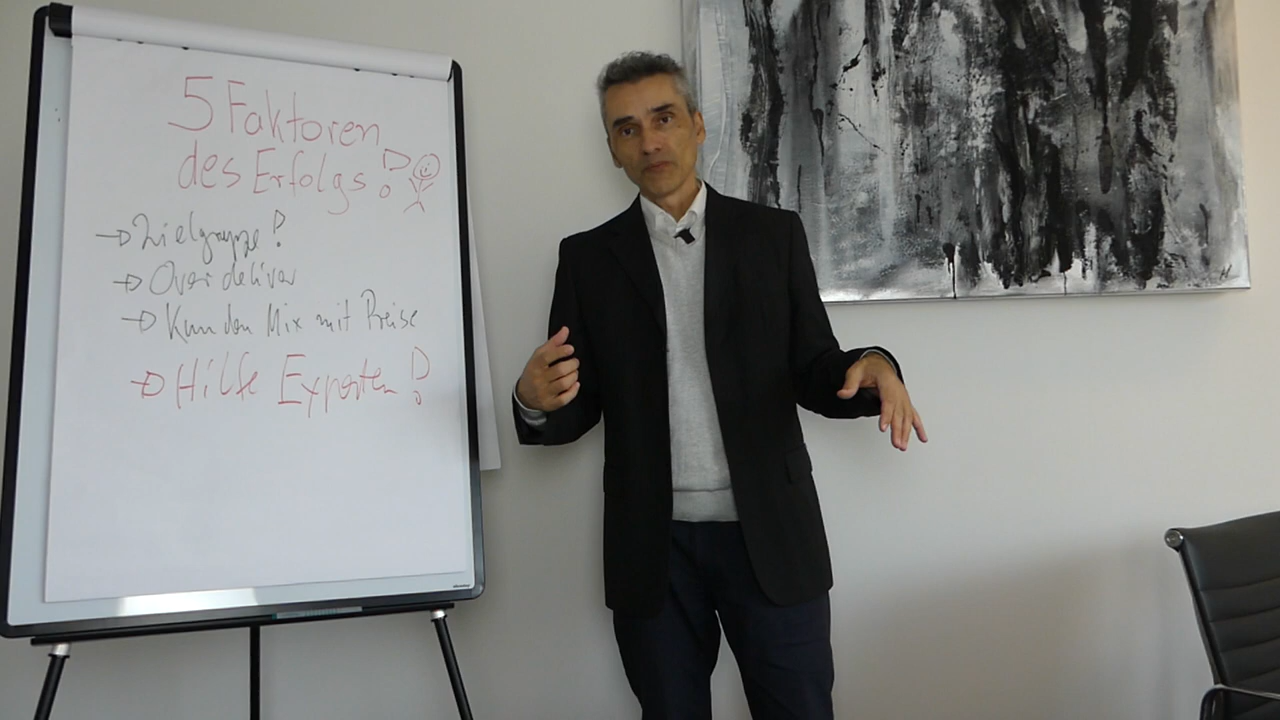 5 Faktoren
des Erfolgs!
→ Zielgruppe!
→ Over deliver
→ Kunden Mix mit Preise
→ Hilfe Experten!